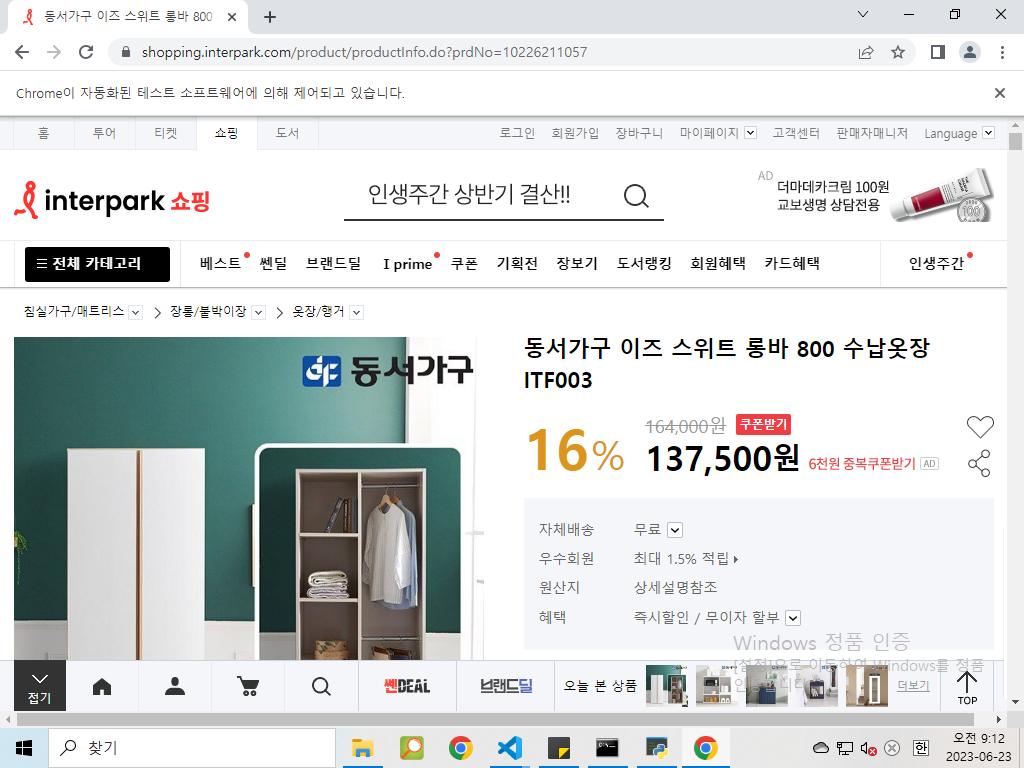 동서가구 이즈 스위트 롱바 800
shopping.interpark.com/product/productInfo.do?prdNo=10226211057
Chrome이 자동화된 테스트 소프트웨어에 의해 제어되고 있습니다.
홈 투어 티켓 쇼핑 도서 로그인 회원가입 장바구니 마이페이지 고객센터 판매자매니저 Language
interpark 쇼핑
인생주간 상반기 결산!!
AD 더마데카크림 100원
교보생명 상담전용
전체 카테고리 베스트 쎈딜 브랜드딜 I prime 쿠폰 기획전 장보기 도서랭킹 회원혜택 카드혜택 인생주간
침실가구/매트리스 장롱/붙박이장 옷장/행거
동서가구
동서가구 이즈 스위트 롱바 800 수납옷장
ITF003
16% 164,000원 쿠폰받기
137,500원 6천원 중복쿠폰받기 AD
자체배송 무료
우수회원 최대 1.5% 적립
원산지 상세설명참조
혜택 즉시할인 / 무이자 할부
Windows 정품 인증
[설정]으로 이동하여 Windows를 정품
접기 쎈DEAL 브랜드딜 오늘 본 상품 더보기 TOP
찾기
오전 9:12
한
2023-06-23